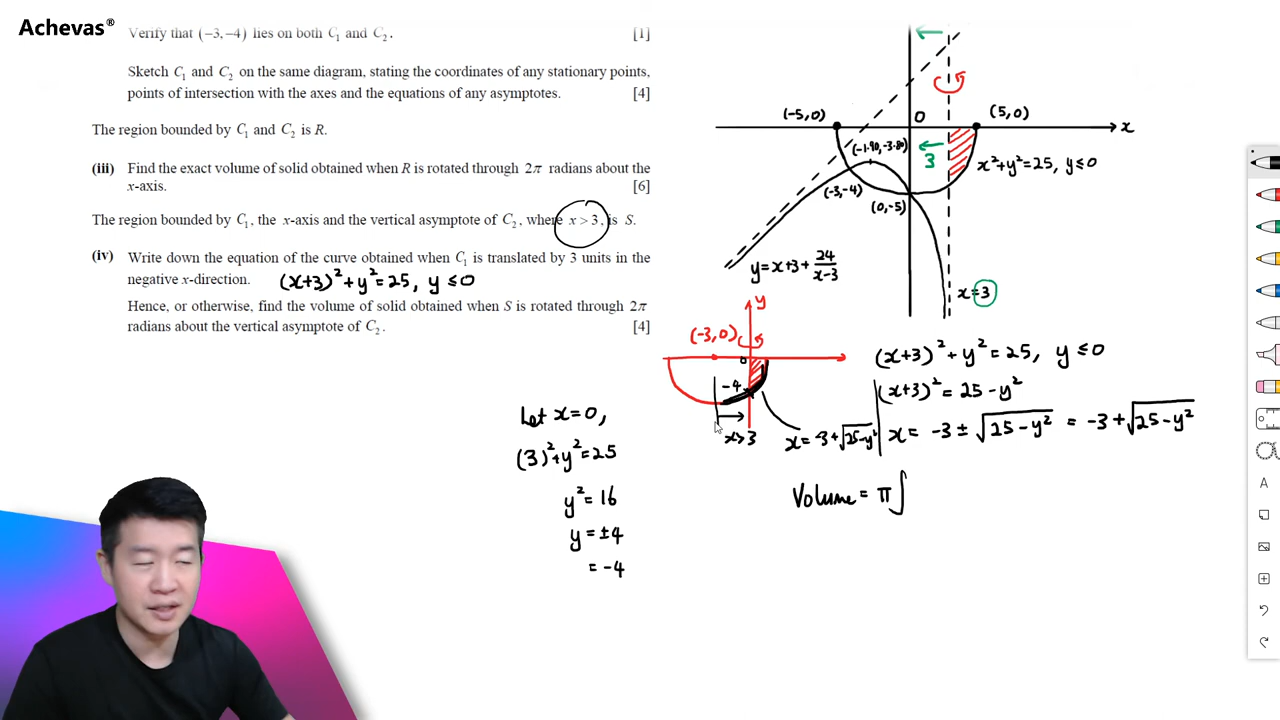 Achevas®
Verify that (−3,−4) lies on both C₁ and C₂. [1]
Sketch C₁ and C₂ on the same diagram, stating the coordinates of any stationary points,
points of intersection with the axes and the equations of any asymptotes. [4]
The region bounded by C₁ and C₂ is R.
(iii) Find the exact volume of solid obtained when R is rotated through 2π radians about the
x-axis. [6]
The region bounded by C₁, the x-axis and the vertical asymptote of C₂, where x > 3, is S.
(iv) Write down the equation of the curve obtained when C₁ is translated by 3 units in the
negative x-direction. (x+3)²+y²=25, y≤0
Hence, or otherwise, find the volume of solid obtained when S is rotated through 2π
radians about the vertical asymptote of C₂. [4]
Let x=0,
(3)²+y²=25
y²=16
y=±4
=-4
(-5,0)
0
(5,0)
x
(-1.90,-3.80)
3
x²+y²=25, y≤0
(-3,-4)
(0,-5)
y=x+3+24/(x-3)
x=3
y
(-3,0)
0
-4
x>3
x=-3+√(25-y²)
(x+3)²+y²=25, y≤0
(x+3)²=25-y²
x=-3±√(25-y²) = -3+√(25-y²)
Volume=π∫
A